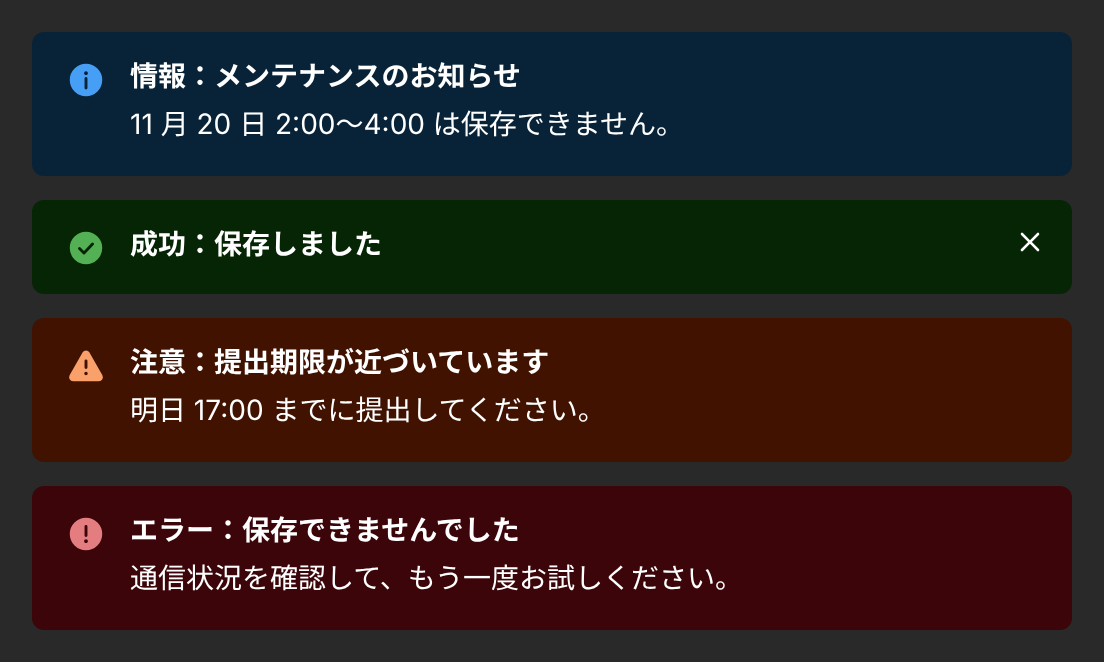 情報：メンテナンスのお知らせ
11 月 20 日 2:00〜4:00 は保存できません。
成功：保存しました
注意：提出期限が近づいています
明日 17:00 までに提出してください。
エラー：保存できませんでした
通信状況を確認して、もう一度お試しください。